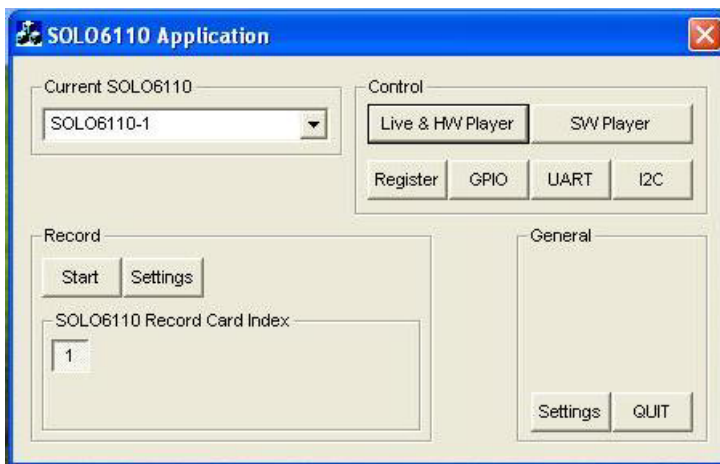 SOLO6110 Application
Current SOLO6110
SOLO6110-1
Control
Live & HW Player
SW Player
Register
GPIO
UART
I2C
Record
Start
Settings
SOLO6110 Record Card Index
1
General
Settings
QUIT